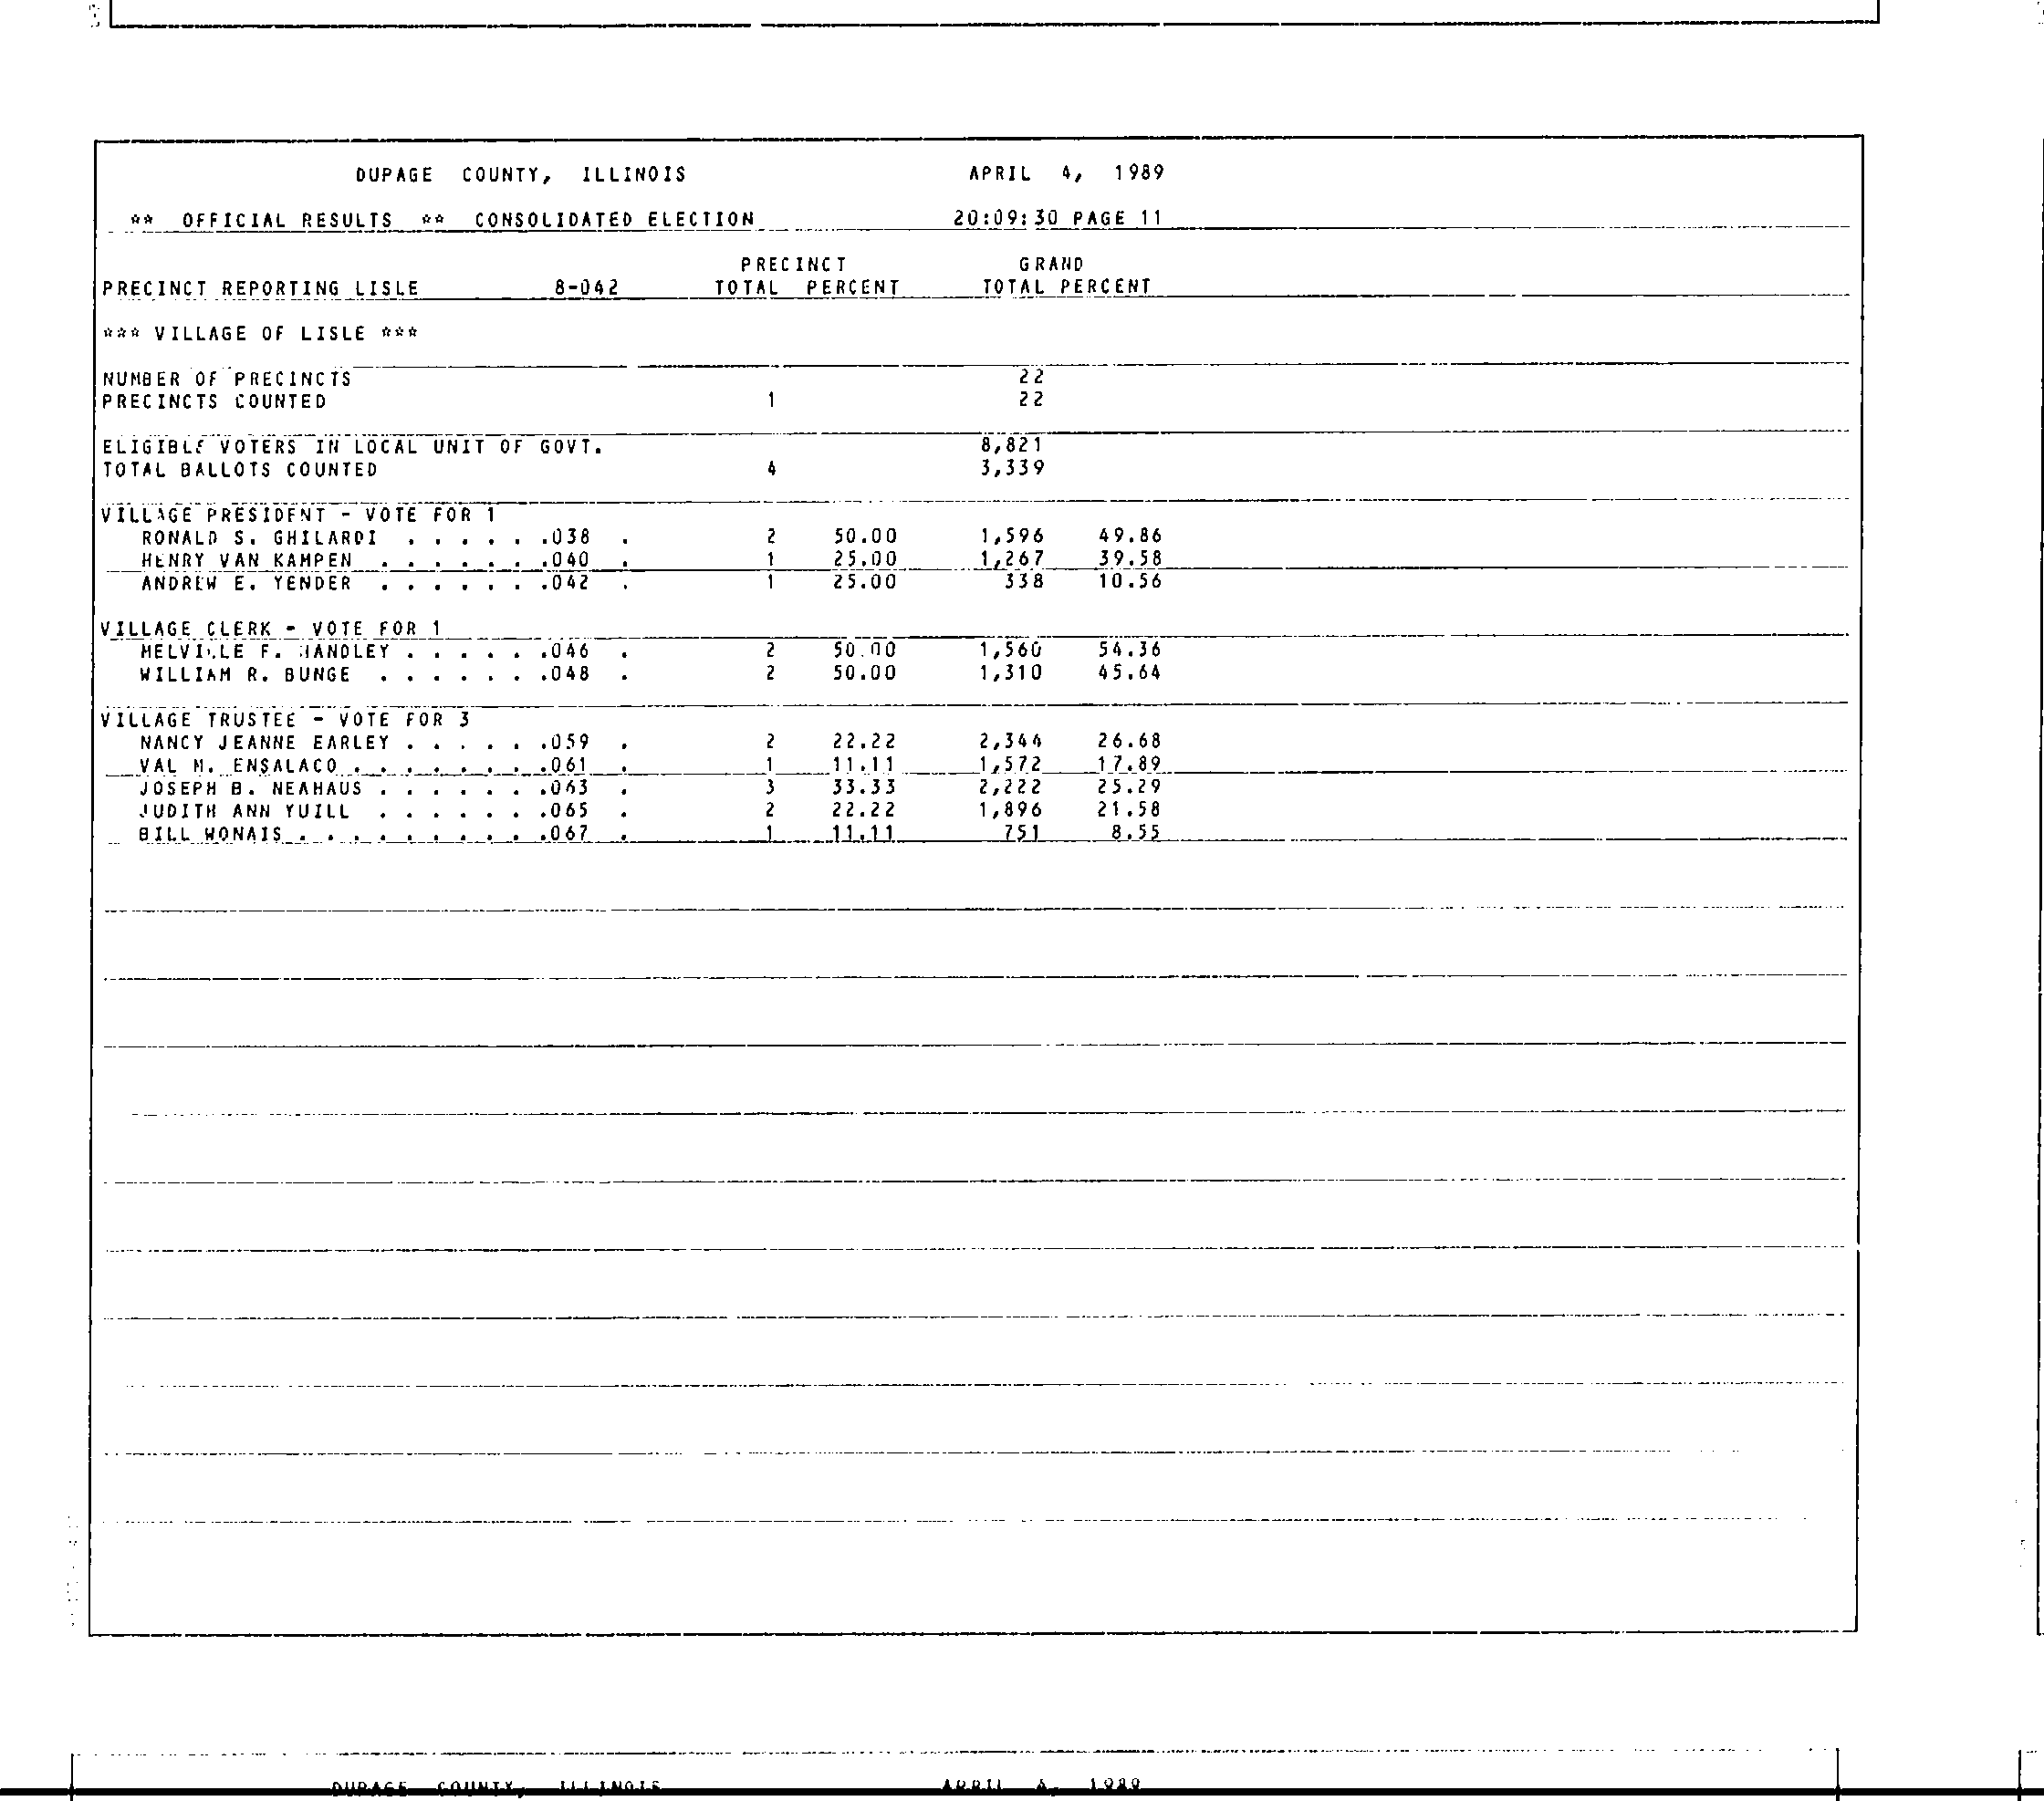 DUPAGE COUNTY, ILLINOIS APRIL 4, 1989
** OFFICIAL RESULTS ** CONSOLIDATED ELECTION 20:09:30 PAGE 11
PRECINCT GRAND
PRECINCT REPORTING LISLE 8-042 TOTAL PERCENT TOTAL PERCENT
*** VILLAGE OF LISLE ***
NUMBER OF PRECINCTS 22
PRECINCTS COUNTED 1 22
ELIGIBLE VOTERS IN LOCAL UNIT OF GOVT. 8,821
TOTAL BALLOTS COUNTED 4 3,339
VILLAGE PRESIDENT - VOTE FOR 1
RONALD S. GHILARDI . . . . . .038 . 2 50.00 1,596 49.86
HENRY VAN KAMPEN . . . . . . .040 . 1 25.00 1,267 39.58
ANDREW E. YENDER . . . . . . .042 . 1 25.00 338 10.56
VILLAGE CLERK - VOTE FOR 1
MELVILLE F. HANDLEY . . . . . .046 . 2 50.00 1,560 54.36
WILLIAM R. BUNGE . . . . . . .048 . 2 50.00 1,310 45.64
VILLAGE TRUSTEE - VOTE FOR 3
NANCY JEANNE EARLEY . . . . . .059 . 2 22.22 2,344 26.68
VAL M. ENSALACO . . . . . . . .061 . 1 11.11 1,572 17.89
JOSEPH B. NEAHAUS . . . . . . .063 . 3 33.33 2,222 25.29
JUDITH ANN YUILL . . . . . . .065 . 2 22.22 1,896 21.58
BILL WONAIS . . . . . . . . . .067 . 1 11.11 751 8.55
DUPAGE COUNTY, ILLINOIS APRIL 4, 1989